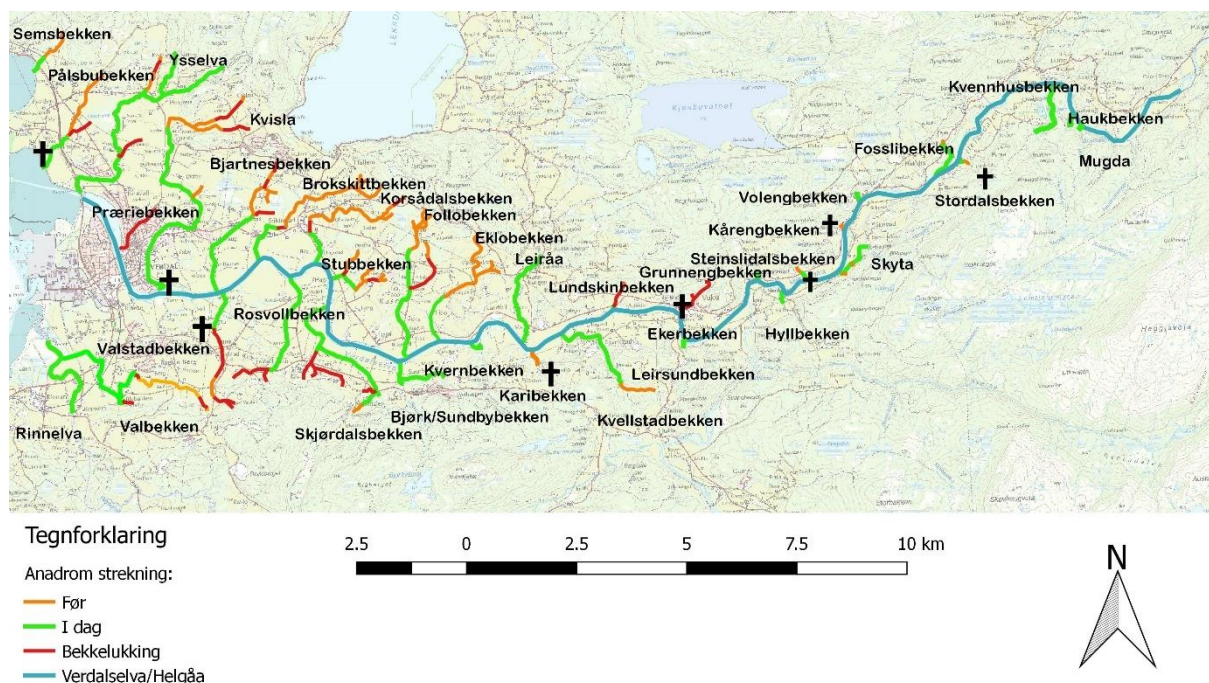 Semsbekken
Pålsbubekken
Ysselva
Kvisla
Bjartnesbekken
Brokskittbekken
Korsådalsbekken
Follobekken
Præriebekken
Eklobekken
Leiråa
Stubbekken
Lundskinbekken
Grunnengbekken
Steinslidalsbekken
Kårengbekken
Volengbekken
Fosslibekken
Kvennhusbekken
Haukbekken
Mugda
Stordalsbekken
Skyta
Rosvollbekken
Valstadbekken
Ekerbekken
Hyllbekken
Kvernbekken
Karibekken
Leirsundbekken
Rinnelva
Valbekken
Skjørdalsbekken
Bjørk/Sundbybekken
Kvellstadbekken
Tegnforklaring
Anadrom strekning:
Før
I dag
Bekkelukking
Verdalselva/Helgåa
2.5 0 2.5 5 7.5 10 km
N